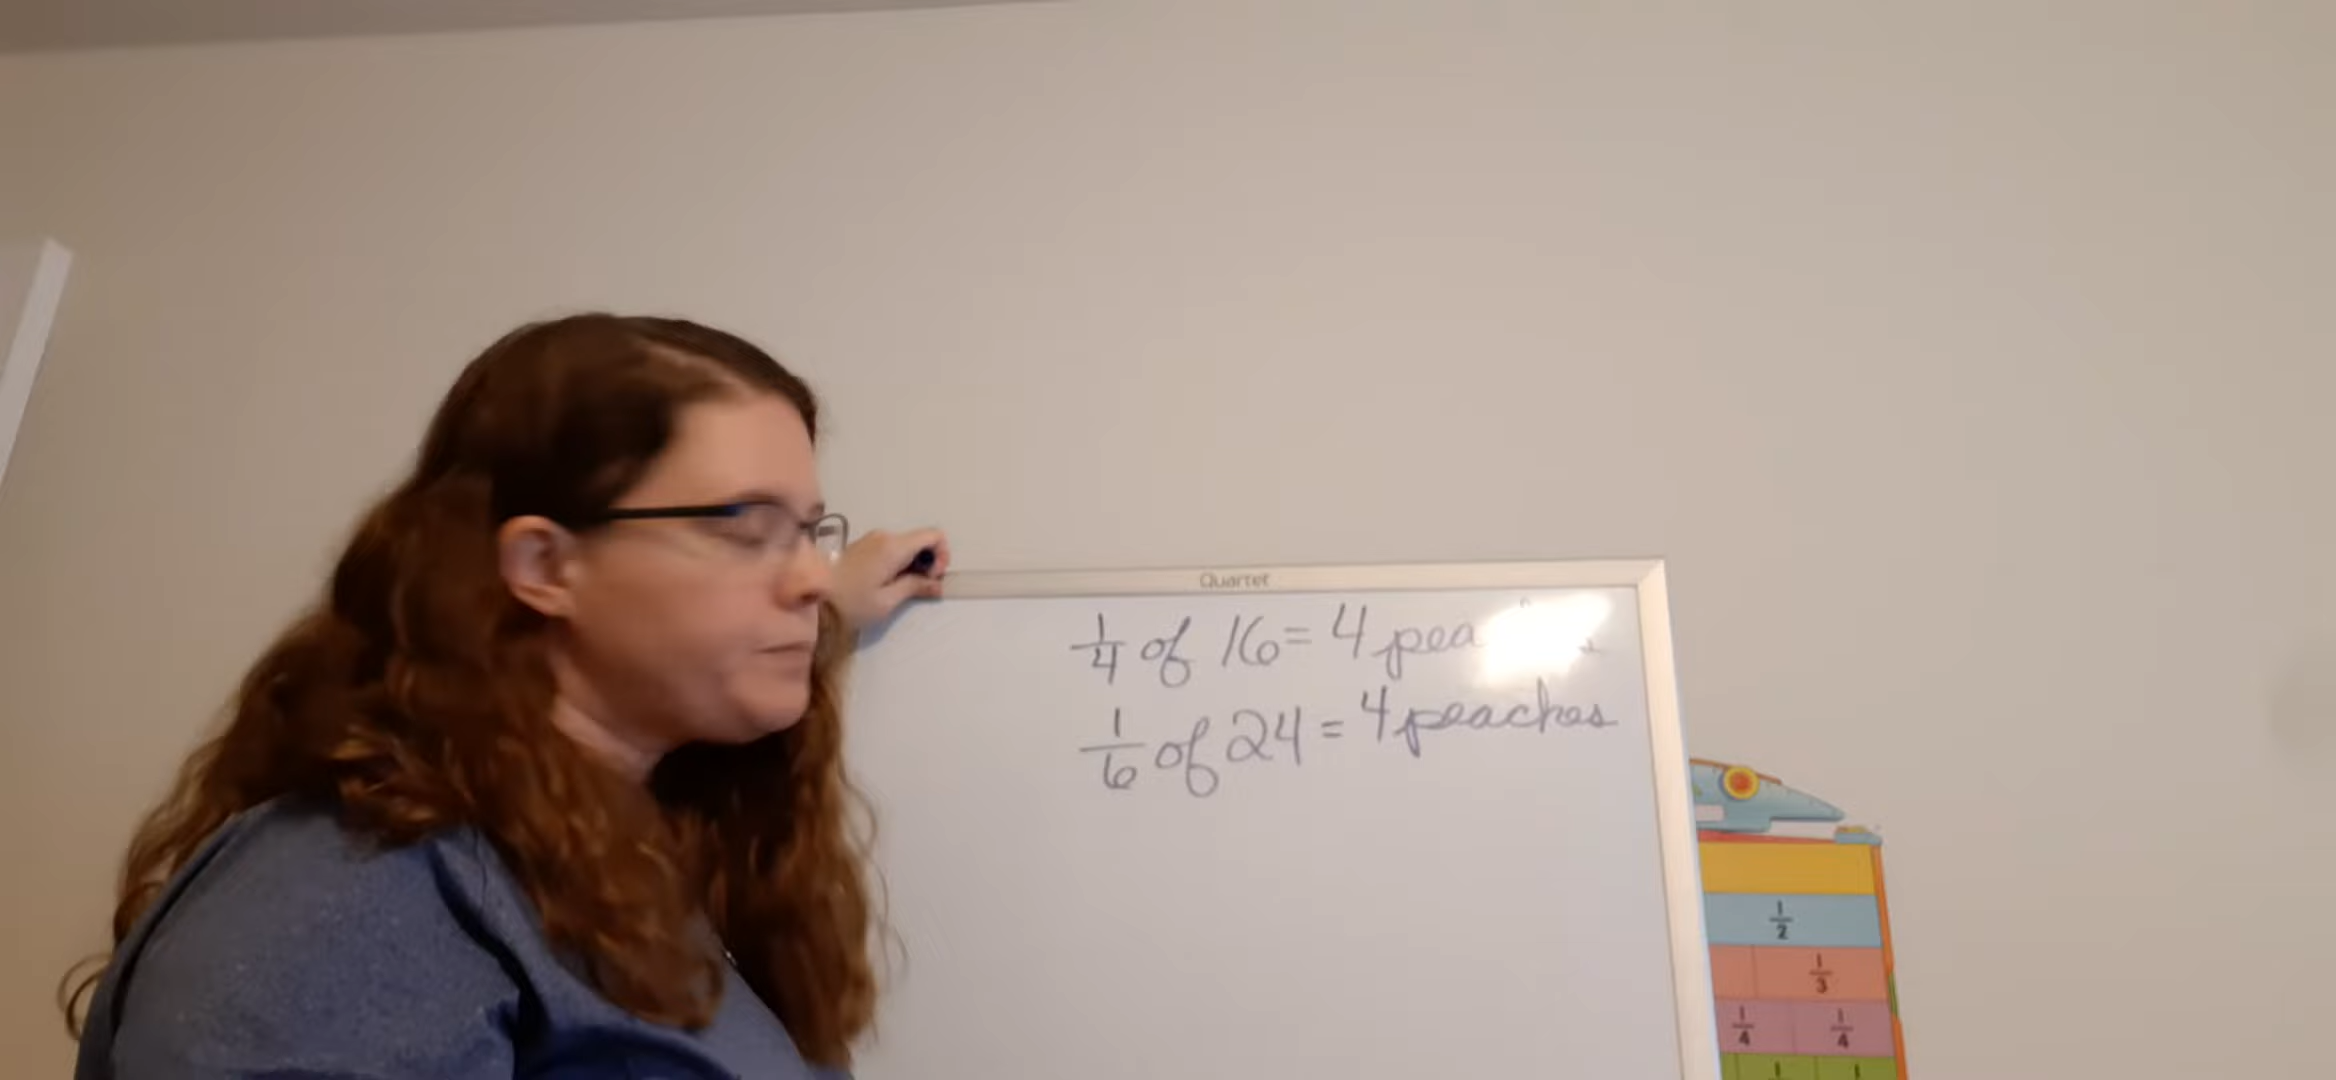 Quartet
1/4 of 16 = 4
1/6 of 24 = 4 peaches
1/2
1/3
1/4 1/4